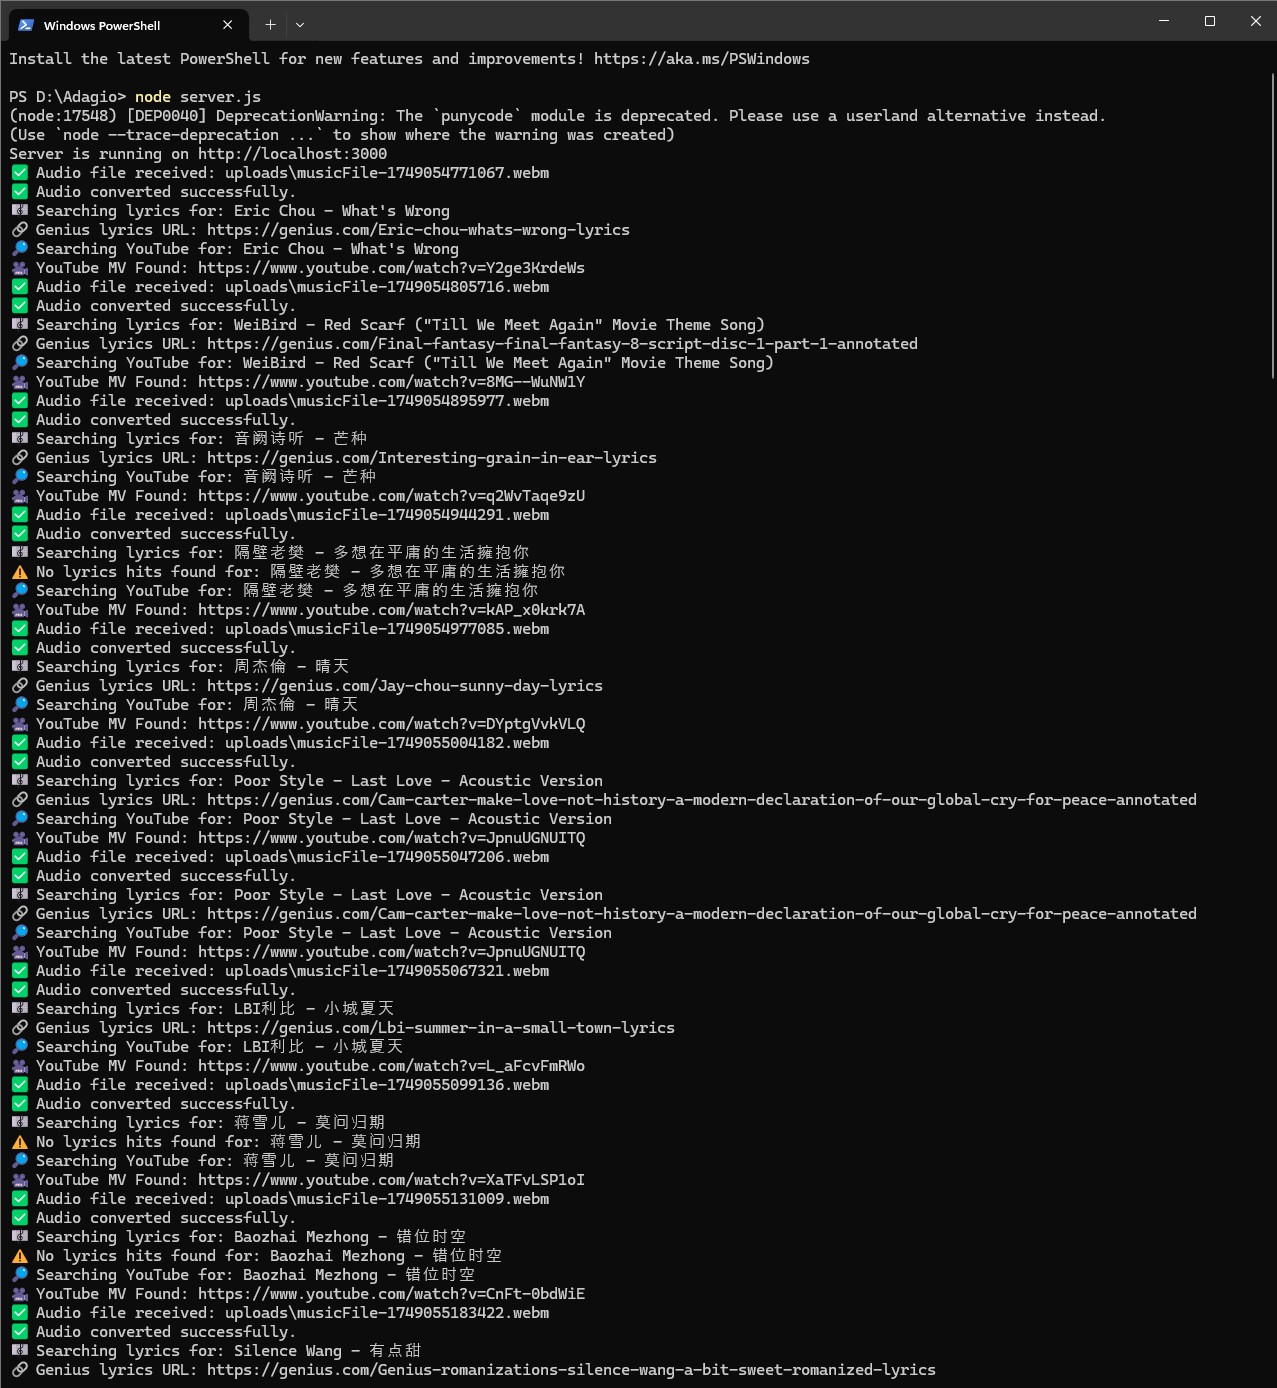 Windows PowerShell
Install the latest PowerShell for new features and improvements! https://aka.ms/PSWindows
PS D:\Adagio> node server.js
(node:17548) [DEP0040] DeprecationWarning: The `punycode` module is deprecated. Please use a userland alternative instead.
(Use `node --trace-deprecation ...` to show where the warning was created)
Server is running on http://localhost:3000
✅ Audio file received: uploads\musicFile-1749054771067.webm
✅ Audio converted successfully.
🎼 Searching lyrics for: Eric Chou - What's Wrong
🔗 Genius lyrics URL: https://genius.com/Eric-chou-whats-wrong-lyrics
🔎 Searching YouTube for: Eric Chou - What's Wrong
🎥 YouTube MV Found: https://www.youtube.com/watch?v=Y2ge3KrdeWs
✅ Audio file received: uploads\musicFile-1749054805716.webm
✅ Audio converted successfully.
🎼 Searching lyrics for: WeiBird - Red Scarf ("Till We Meet Again" Movie Theme Song)
🔗 Genius lyrics URL: https://genius.com/Final-fantasy-final-fantasy-8-script-disc-1-part-1-annotated
🔎 Searching YouTube for: WeiBird - Red Scarf ("Till We Meet Again" Movie Theme Song)
🎥 YouTube MV Found: https://www.youtube.com/watch?v=8MG--WuNW1Y
✅ Audio file received: uploads\musicFile-1749054895977.webm
✅ Audio converted successfully.
🎼 Searching lyrics for: 音阙诗听 - 芒种
🔗 Genius lyrics URL: https://genius.com/Interesting-grain-in-ear-lyrics
🔎 Searching YouTube for: 音阙诗听 - 芒种
🎥 YouTube MV Found: https://www.youtube.com/watch?v=q2WvTaqe9zU
✅ Audio file received: uploads\musicFile-1749054944291.webm
✅ Audio converted successfully.
🎼 Searching lyrics for: 隔壁老樊 - 多想在平庸的生活擁抱你
⚠️ No lyrics hits found for: 隔壁老樊 - 多想在平庸的生活擁抱你
🔎 Searching YouTube for: 隔壁老樊 - 多想在平庸的生活擁抱你
🎥 YouTube MV Found: https://www.youtube.com/watch?v=kAP_x0krk7A
✅ Audio file received: uploads\musicFile-1749054977085.webm
✅ Audio converted successfully.
🎼 Searching lyrics for: 周杰倫 - 晴天
🔗 Genius lyrics URL: https://genius.com/Jay-chou-sunny-day-lyrics
🔎 Searching YouTube for: 周杰倫 - 晴天
🎥 YouTube MV Found: https://www.youtube.com/watch?v=DYptgVvkVLQ
✅ Audio file received: uploads\musicFile-1749055004182.webm
✅ Audio converted successfully.
🎼 Searching lyrics for: Poor Style - Last Love - Acoustic Version
🔗 Genius lyrics URL: https://genius.com/Cam-carter-make-love-not-history-a-modern-declaration-of-our-global-cry-for-peace-annotated
🔎 Searching YouTube for: Poor Style - Last Love - Acoustic Version
🎥 YouTube MV Found: https://www.youtube.com/watch?v=JpnuUGNUITQ
✅ Audio file received: uploads\musicFile-1749055047206.webm
✅ Audio converted successfully.
🎼 Searching lyrics for: Poor Style - Last Love - Acoustic Version
🔗 Genius lyrics URL: https://genius.com/Cam-carter-make-love-not-history-a-modern-declaration-of-our-global-cry-for-peace-annotated
🔎 Searching YouTube for: Poor Style - Last Love - Acoustic Version
🎥 YouTube MV Found: https://www.youtube.com/watch?v=JpnuUGNUITQ
✅ Audio file received: uploads\musicFile-1749055067321.webm
✅ Audio converted successfully.
🎼 Searching lyrics for: LBI利比 - 小城夏天
🔗 Genius lyrics URL: https://genius.com/Lbi-summer-in-a-small-town-lyrics
🔎 Searching YouTube for: LBI利比 - 小城夏天
🎥 YouTube MV Found: https://www.youtube.com/watch?v=L_aFcvFmRWo
✅ Audio file received: uploads\musicFile-1749055099136.webm
✅ Audio converted successfully.
🎼 Searching lyrics for: 蒋雪儿 - 莫问归期
⚠️ No lyrics hits found for: 蒋雪儿 - 莫问归期
🔎 Searching YouTube for: 蒋雪儿 - 莫问归期
🎥 YouTube MV Found: https://www.youtube.com/watch?v=XaTFvLSP1oI
✅ Audio file received: uploads\musicFile-1749055131009.webm
✅ Audio converted successfully.
🎼 Searching lyrics for: Baozhai Mezhong - 错位时空
⚠️ No lyrics hits found for: Baozhai Mezhong - 错位时空
🔎 Searching YouTube for: Baozhai Mezhong - 错位时空
🎥 YouTube MV Found: https://www.youtube.com/watch?v=CnFt-0bdWiE
✅ Audio file received: uploads\musicFile-1749055183422.webm
✅ Audio converted successfully.
🎼 Searching lyrics for: Silence Wang - 有点甜
🔗 Genius lyrics URL: https://genius.com/Genius-romanizations-silence-wang-a-bit-sweet-romanized-lyrics